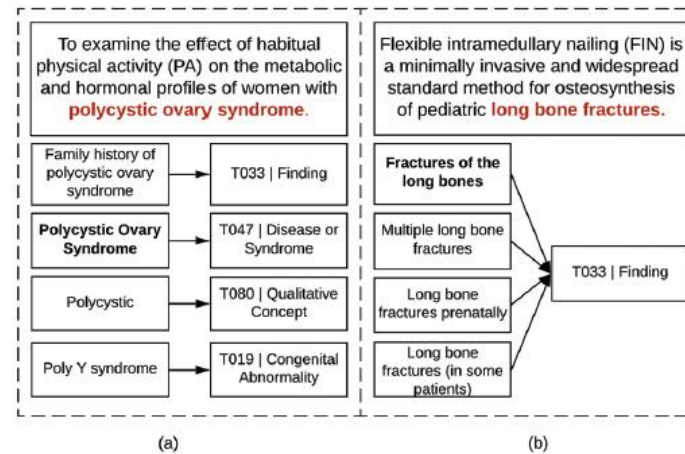 To examine the effect of habitual
physical activity (PA) on the metabolic
and hormonal profiles of women with
polycystic ovary syndrome.
Family history of
polycystic ovary
syndrome
T033 | Finding
Polycystic Ovary
Syndrome
T047 | Disease or
Syndrome
Polycystic
T080 | Qualitative
Concept
Poly Y syndrome
T019 | Congenital
Abnormality
(a)
Flexible intramedullary nailing (FIN) is
a minimally invasive and widespread
standard method for osteosynthesis
of pediatric long bone fractures.
Fractures of the
long bones
Multiple long bone
fractures
Long bone
fractures prenatally
Long bone
fractures (in some
patients)
T033 | Finding
(b)